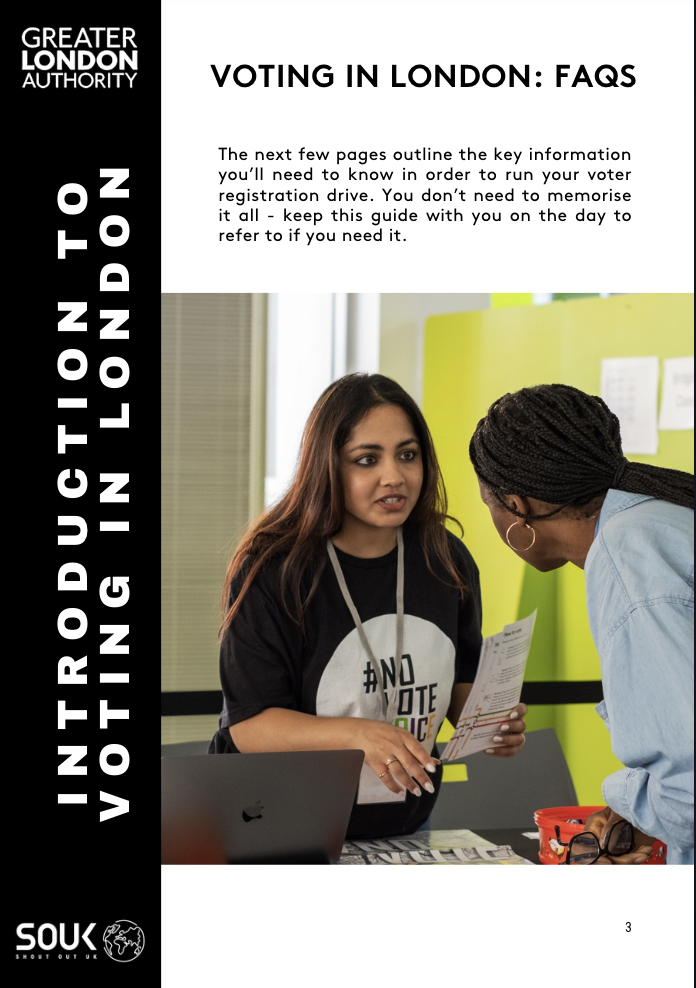 GREATER
LONDON
AUTHORITY
INTRODUCTION TO
VOTING IN LONDON
VOTING IN LONDON: FAQS
The next few pages outline the key information
you'll need to know in order to run your voter
registration drive. You don't need to memorise
it all - keep this guide with you on the day to
refer to if you need it.
#NO
VOTE
SOUK
SHOUT OUT UK
3